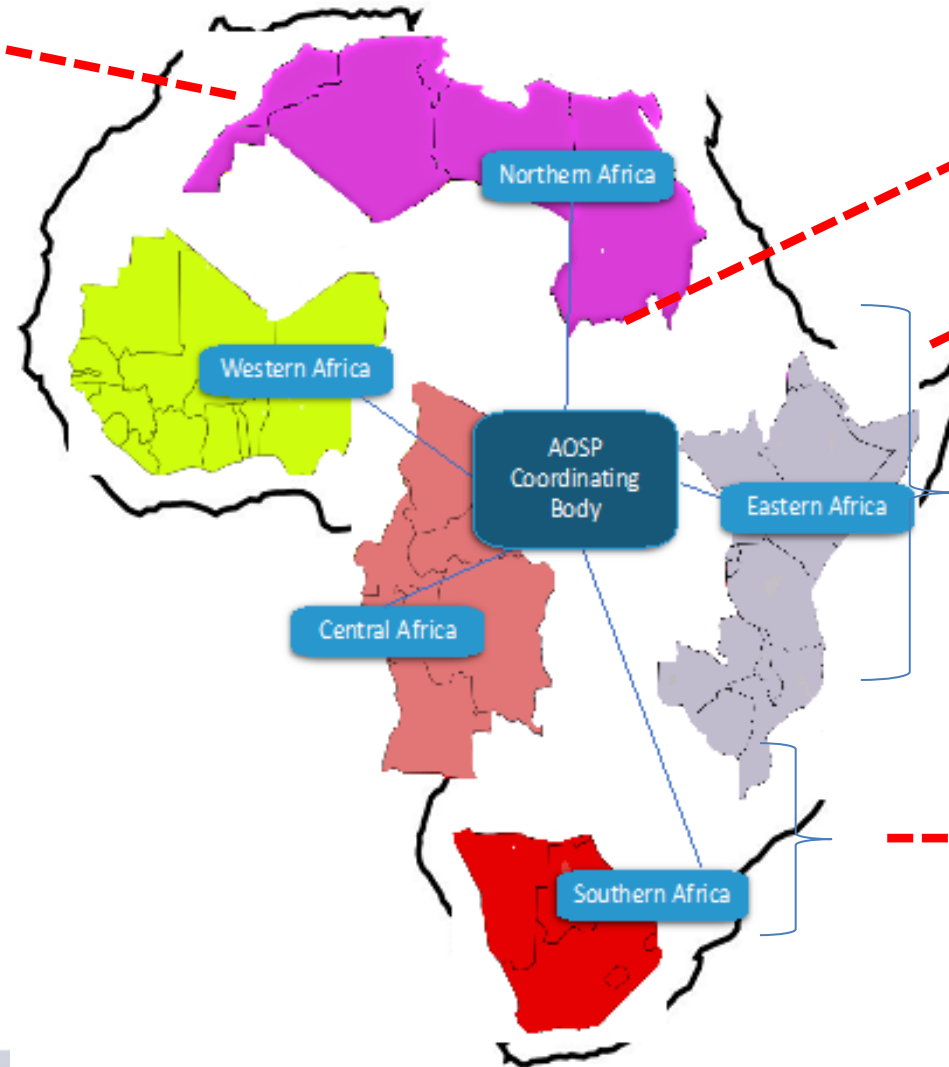 Northern Africa
Western Africa
AOSP
Coordinating
Body
Eastern Africa
Central Africa
Southern Africa